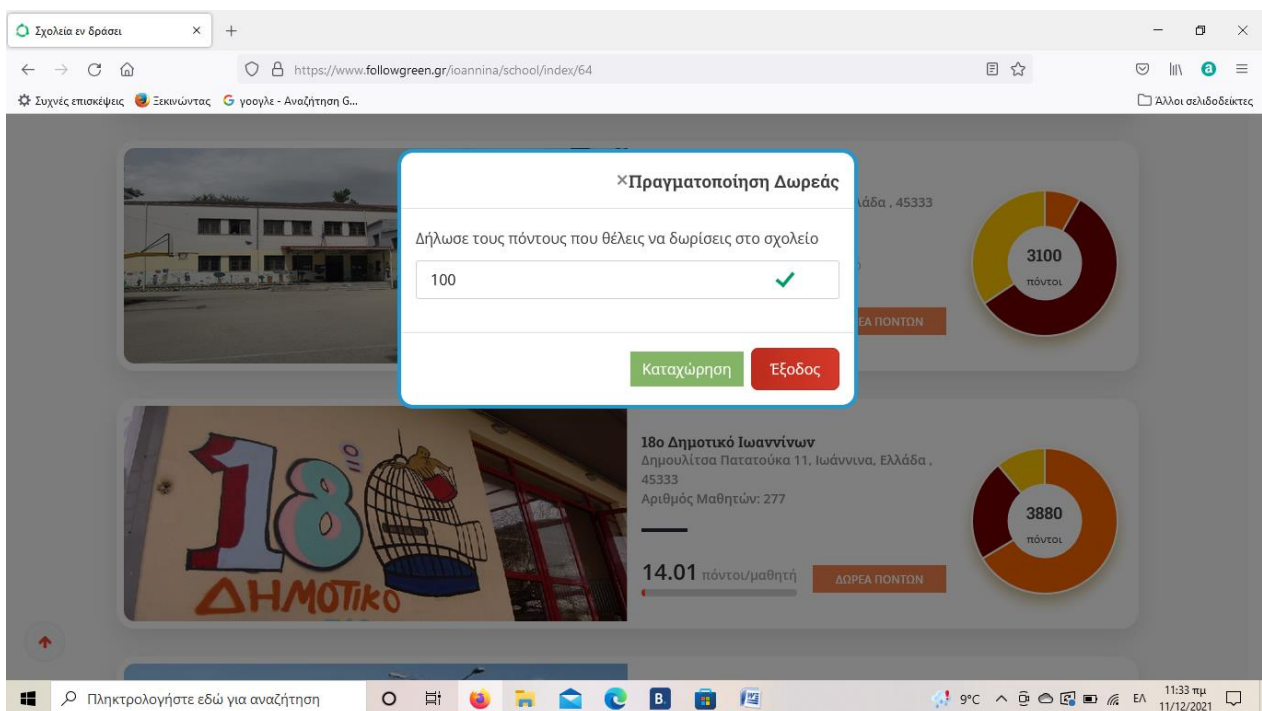 Σχολεία εν δράσει
https://www.followgreen.gr/ioannina/school/index/64
Συχνές επισκέψεις Ξεκινώντας γοογλε - Αναζήτηση G...
Άλλοι σελιδοδείκτες
×Πραγματοποίηση Δωρεάς
Δήλωσε τους πόντους που θέλεις να δωρίσεις στο σχολείο
100
Καταχώρηση Έξοδος
λάδα , 45333
3100
πόντοι
ΕΑ ΠΟΝΤΩΝ
18ο
ΔΗΜΟΤΙΚΟ
18ο Δημοτικό Ιωαννίνων
Δημουλίτσα Πατατούκα 11, Ιωάννινα, Ελλάδα ,
45333
Αριθμός Μαθητών: 277
14.01 πόντοι/μαθητή
ΔΩΡΕΑ ΠΟΝΤΩΝ
3880
πόντοι
Πληκτρολογήστε εδώ για αναζήτηση
B.
9°C
ΕΛ
11:33 πμ
11/12/2021